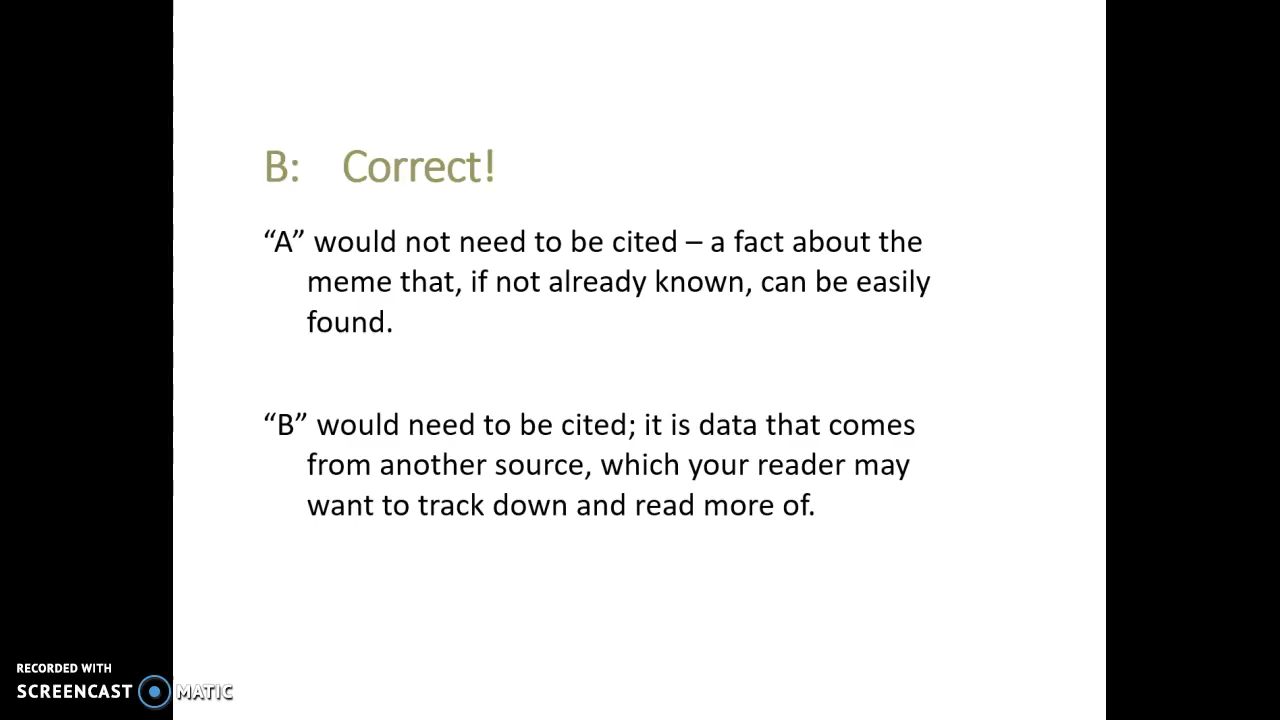 B: Correct!
“A” would not need to be cited – a fact about the
meme that, if not already known, can be easily
found.
“B” would need to be cited; it is data that comes
from another source, which your reader may
want to track down and read more of.
RECORDED WITH
SCREENCAST MATIC